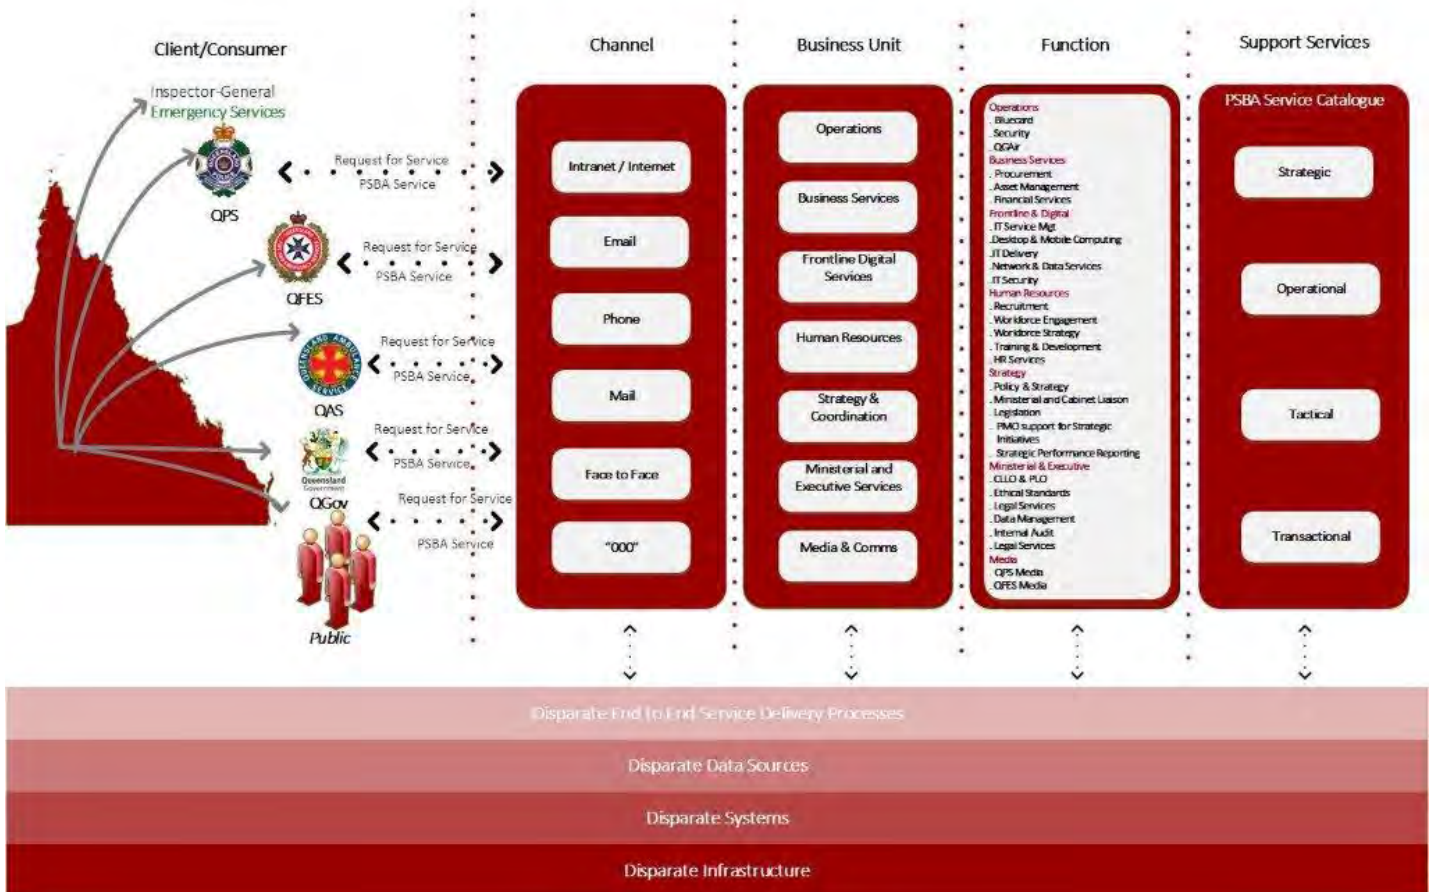 Client/Consumer
Inspector-General
Emergency Services
QPS
QFES
QUEENSLAND AMBULANCE
SERVICE
QAS
Queensland
Government
QGov
Public
Request for Service
PSBA Service
Request for Service
PSBA Service
Request for Service
PSBA Service
Request for Service
PSBA Service
Request for Service
PSBA Service
Channel
Intranet / Internet
Email
Phone
Mail
Face to Face
"000"
Business Unit
Operations
Business Services
Frontline Digital
Services
Human Resources
Strategy &
Coordination
Ministerial and
Executive Services
Media & Comms
Function
Operations
. Bluecard
. Security
. QGAir
Business Services
. Procurement
. Asset Management
. Financial Services
Frontline & Digital
. IT Service Mgt
. Desktop & Mobile Computing
. IT Delivery
. Network & Data Services
. IT Security
Human Resources
. Recruitment
. Workforce Engagement
. Workforce Strategy
. Training & Development
. HR Services
Strategy
. Policy & Strategy
. Ministerial and Cabinet Liaison
. Legislation
. PMO support for Strategic
Initiatives
. Strategic Performance Reporting
Ministerial & Executive
. CLLO & PLO
. Ethical Standards
. Legal Services
. Data Management
. Internal Audit
. Legal Services
Media
. QPS Media
. QFES Media
Support Services
PSBA Service Catalogue
Strategic
Operational
Tactical
Transactional
Disparate End to End Service Delivery Processes
Disparate Data Sources
Disparate Systems
Disparate Infrastructure